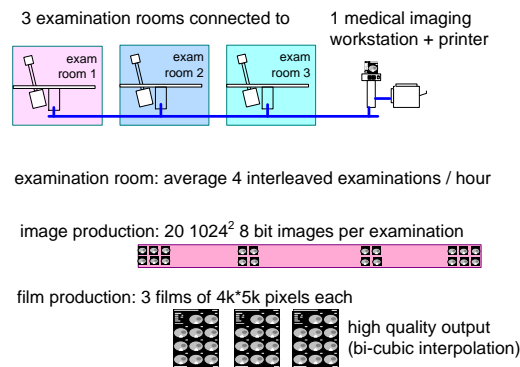 3 examination rooms connected to
1 medical imaging
workstation + printer
exam
room 1
exam
room 2
exam
room 3
examination room: average 4 interleaved examinations / hour
image production: 20 1024² 8 bit images per examination
film production: 3 films of 4k*5k pixels each
high quality output
(bi-cubic interpolation)